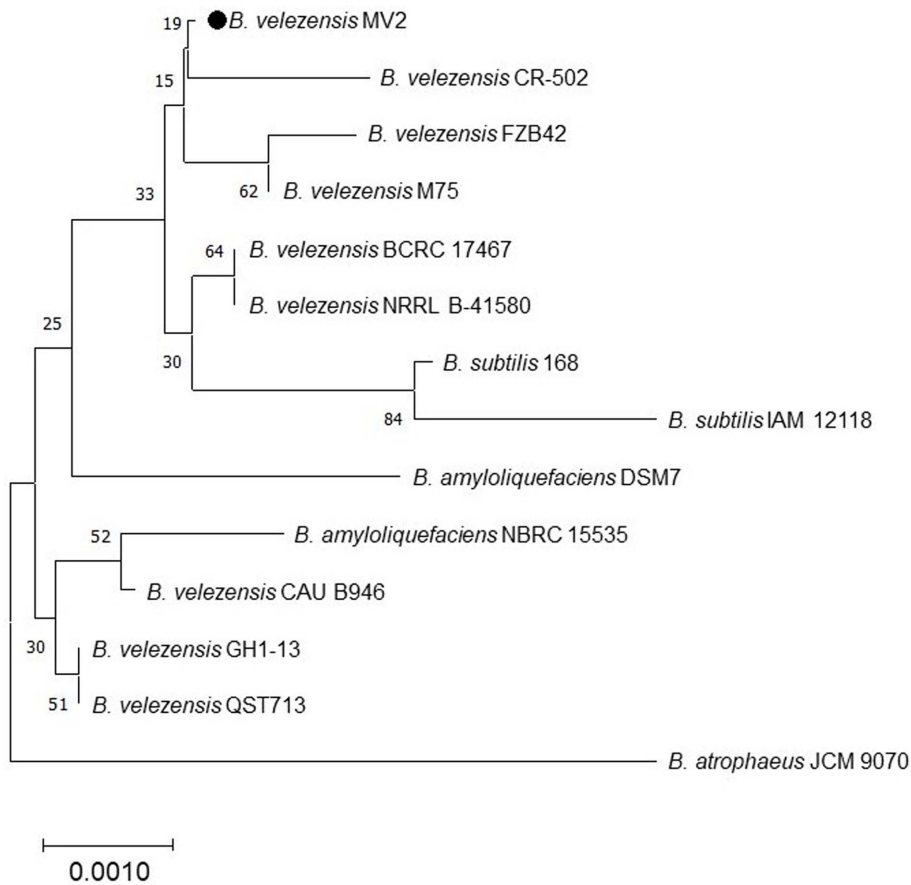 19
B. velezensis MV2
15
B. velezensis CR-502
B. velezensis FZB42
62
B. velezensis M75
33
64
B. velezensis BCRC 17467
B. velezensis NRRL B-41580
25
30
B. subtilis 168
84
B. subtilis IAM 12118
B. amyloliquefaciens DSM7
52
B. amyloliquefaciens NBRC 15535
B. velezensis CAU B946
30
B. velezensis GH1-13
51
B. velezensis QST713
B. atrophaeus JCM 9070
0.0010